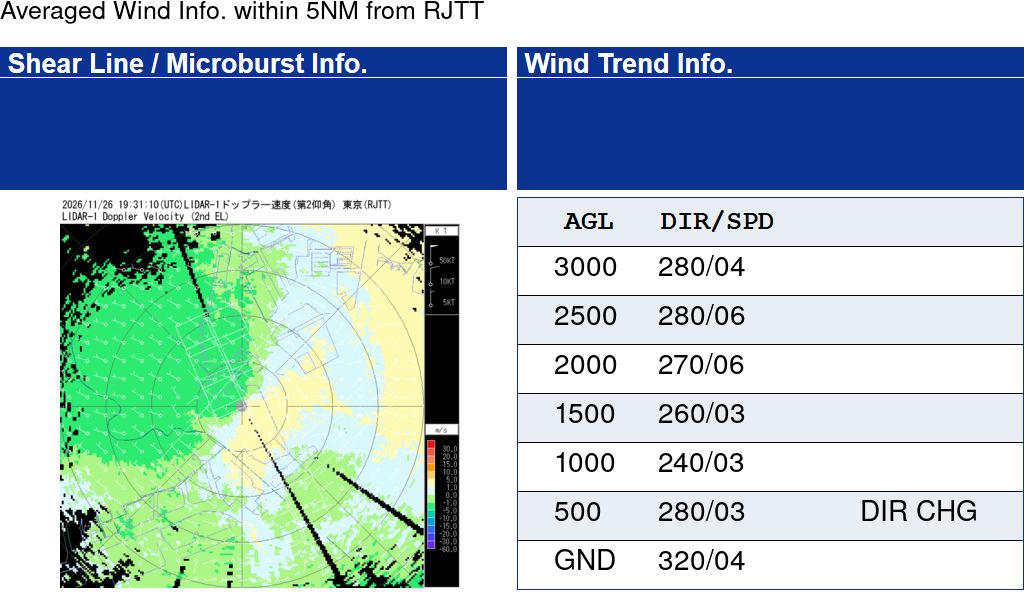 Averaged Wind Info. within 5NM from RJTT
Shear Line / Microburst Info.
Wind Trend Info.
2026/11/26 19:31:10(UTC)LIDAR-1ドップラー速度(第2仰角) 東京(RJTT)
LIDAR-1 Doppler Velocity (2nd EL)
KT
50KT
10KT
5KT
m/s
30.0
20.0
15.0
10.0
5.0
1.0
0.0
-1.0
-5.0
-10.0
-15.0
-20.0
-30.0
-60.0
AGL DIR/SPD
3000 280/04
2500 280/06
2000 270/06
1500 260/03
1000 240/03
500 280/03 DIR CHG
GND 320/04